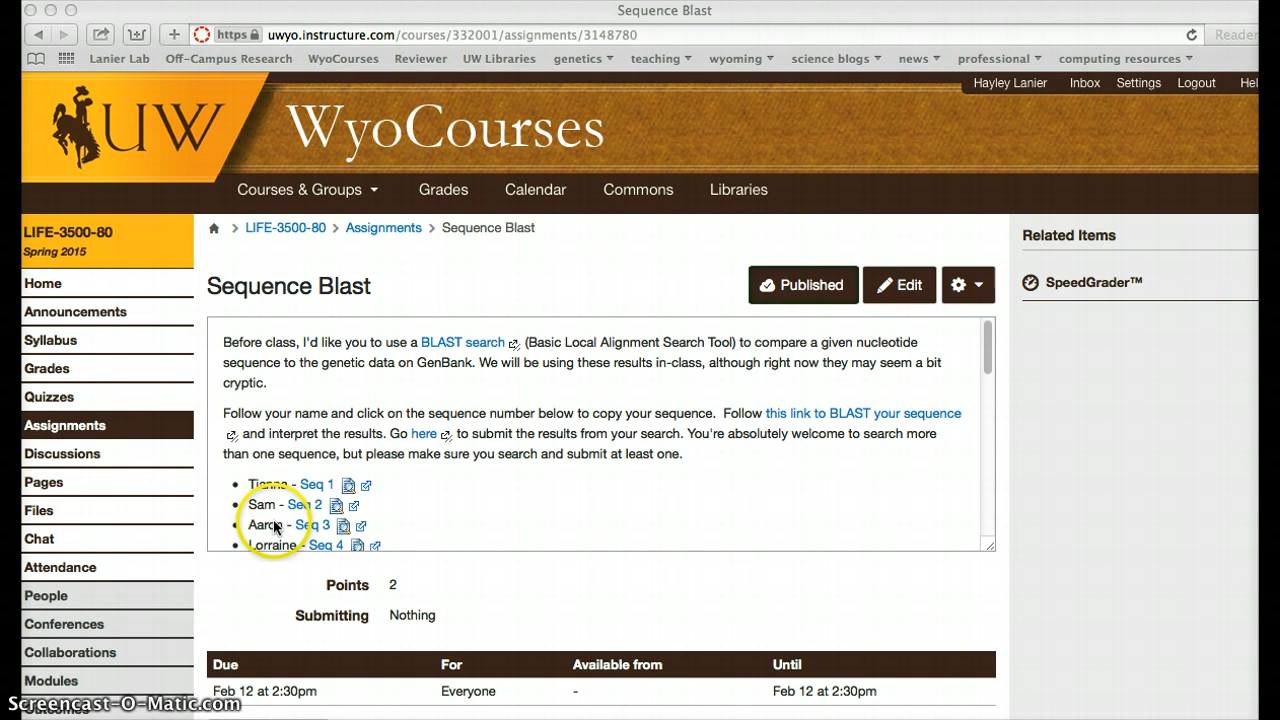 Sequence Blast
https uwyo.instructure.com/courses/332001/assignments/3148780 Reader
Lanier Lab Off-Campus Research WyoCourses Reviewer UW Libraries genetics teaching wyoming science blogs news professional computing resources
Hayley Lanier Inbox Settings Logout Hel
UW WyoCourses
Courses & Groups Grades Calendar Commons Libraries
LIFE-3500-80
Spring 2015
Home
Announcements
Syllabus
Grades
Quizzes
Assignments
Discussions
Pages
Files
Chat
Attendance
People
Conferences
Collaborations
Modules
LIFE-3500-80 Assignments Sequence Blast
Sequence Blast
Published Edit
Before class, I'd like you to use a BLAST search (Basic Local Alignment Search Tool) to compare a given nucleotide
sequence to the genetic data on GenBank. We will be using these results in-class, although right now they may seem a bit
cryptic.
Follow your name and click on the sequence number below to copy your sequence. Follow this link to BLAST your sequence
and interpret the results. Go here to submit the results from your search. You're absolutely welcome to search more
than one sequence, but please make sure you search and submit at least one.
• Tianna - Seq 1
• Sam - Seq 2
• Aaron - Seq 3
• Lorraine - Seq 4
Points 2
Submitting Nothing
Due For Available from Until
Feb 12 at 2:30pm Everyone - Feb 12 at 2:30pm
Related Items
SpeedGrader™
Screencast-O-Matic.com